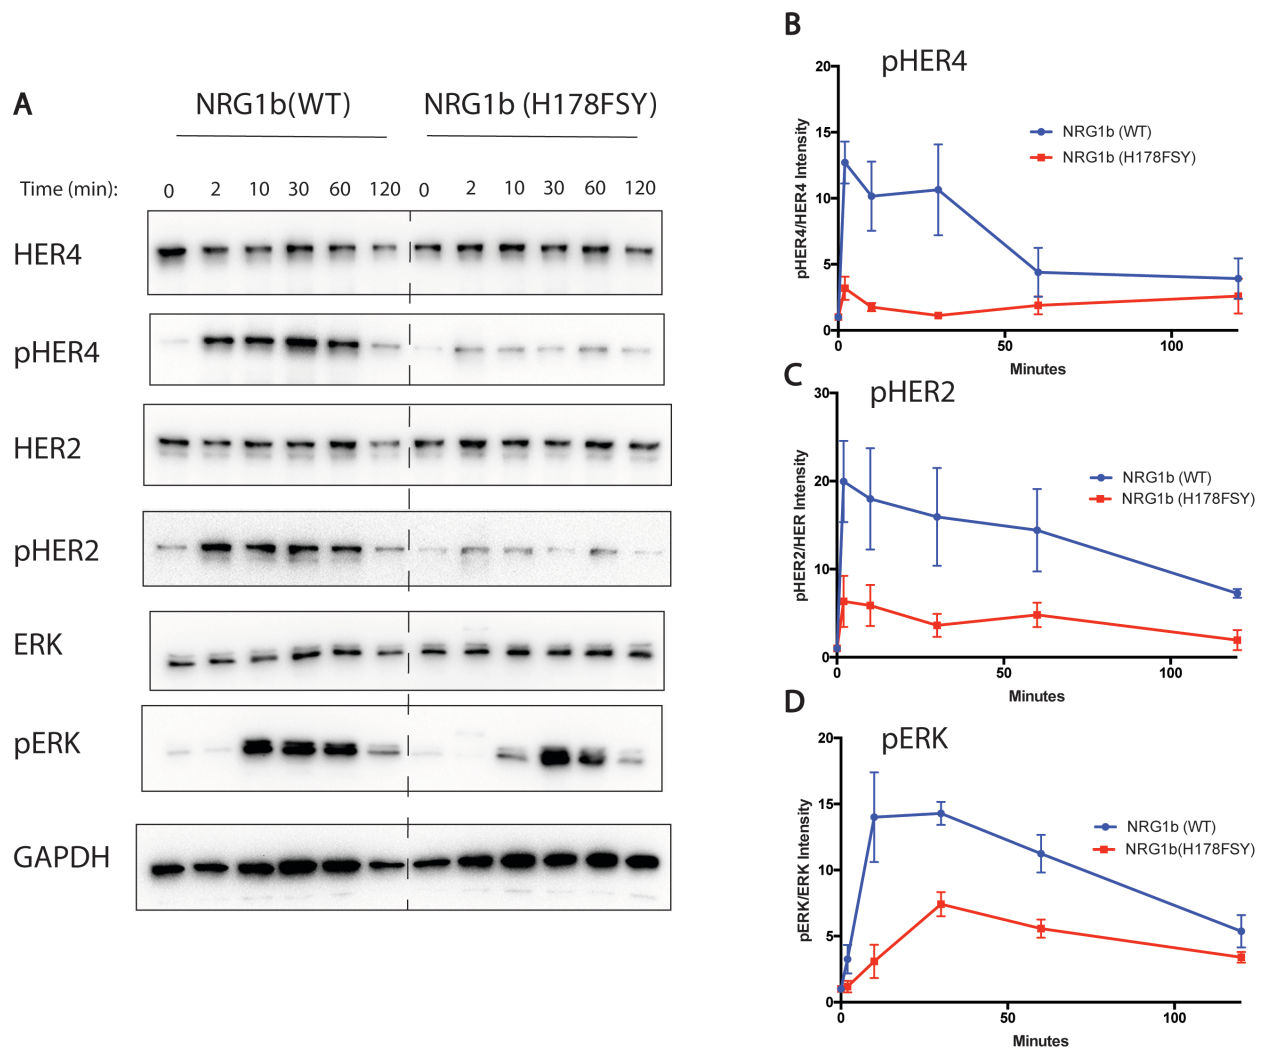 A
NRG1b(WT)
NRG1b (H178FSY)
Time (min):
0 2 10 30 60 120 0 2 10 30 60 120
HER4
pHER4
HER2
pHER2
ERK
pERK
GAPDH
B
pHER4
pHER4/HER4 Intensity
20
15
10
5
0
0 50 100
Minutes
NRG1b (WT)
NRG1b (H178FSY)
C
pHER2
pHER2/HER Intensity
30
20
10
0
0 50 100
Minutes
NRG1b (WT)
NRG1b (H178FSY)
D
pERK
pERK/ERK Intensity
20
15
10
5
0
0 50 100
Minutes
NRG1b (WT)
NRG1b(H178FSY)